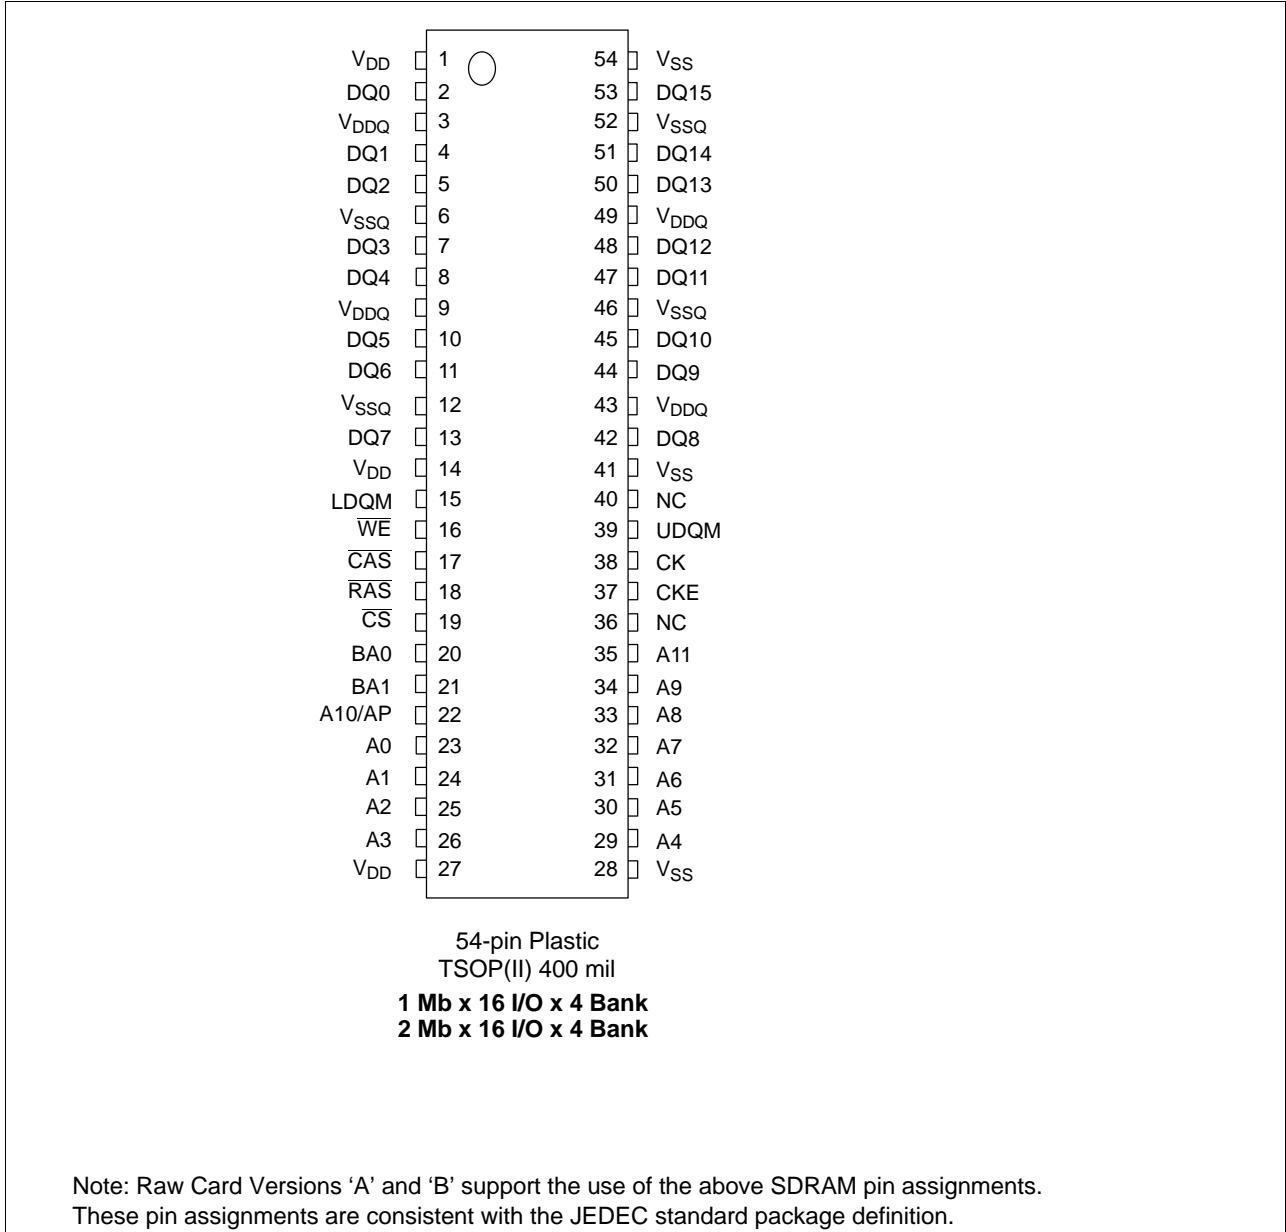 VDD 1 54 VSS
DQ0 2 53 DQ15
VDDQ 3 52 VSSQ
DQ1 4 51 DQ14
DQ2 5 50 DQ13
VSSQ 6 49 VDDQ
DQ3 7 48 DQ12
DQ4 8 47 DQ11
VDDQ 9 46 VSSQ
DQ5 10 45 DQ10
DQ6 11 44 DQ9
VSSQ 12 43 VDDQ
DQ7 13 42 DQ8
VDD 14 41 VSS
LDQM 15 40 NC
WE 16 39 UDQM
CAS 17 38 CK
RAS 18 37 CKE
CS 19 36 NC
BA0 20 35 A11
BA1 21 34 A9
A10/AP 22 33 A8
A0 23 32 A7
A1 24 31 A6
A2 25 30 A5
A3 26 29 A4
VDD 27 28 VSS
54-pin Plastic
TSOP(II) 400 mil
1 Mb x 16 I/O x 4 Bank
2 Mb x 16 I/O x 4 Bank
Note: Raw Card Versions ‘A’ and ‘B’ support the use of the above SDRAM pin assignments.
These pin assignments are consistent with the JEDEC standard package definition.